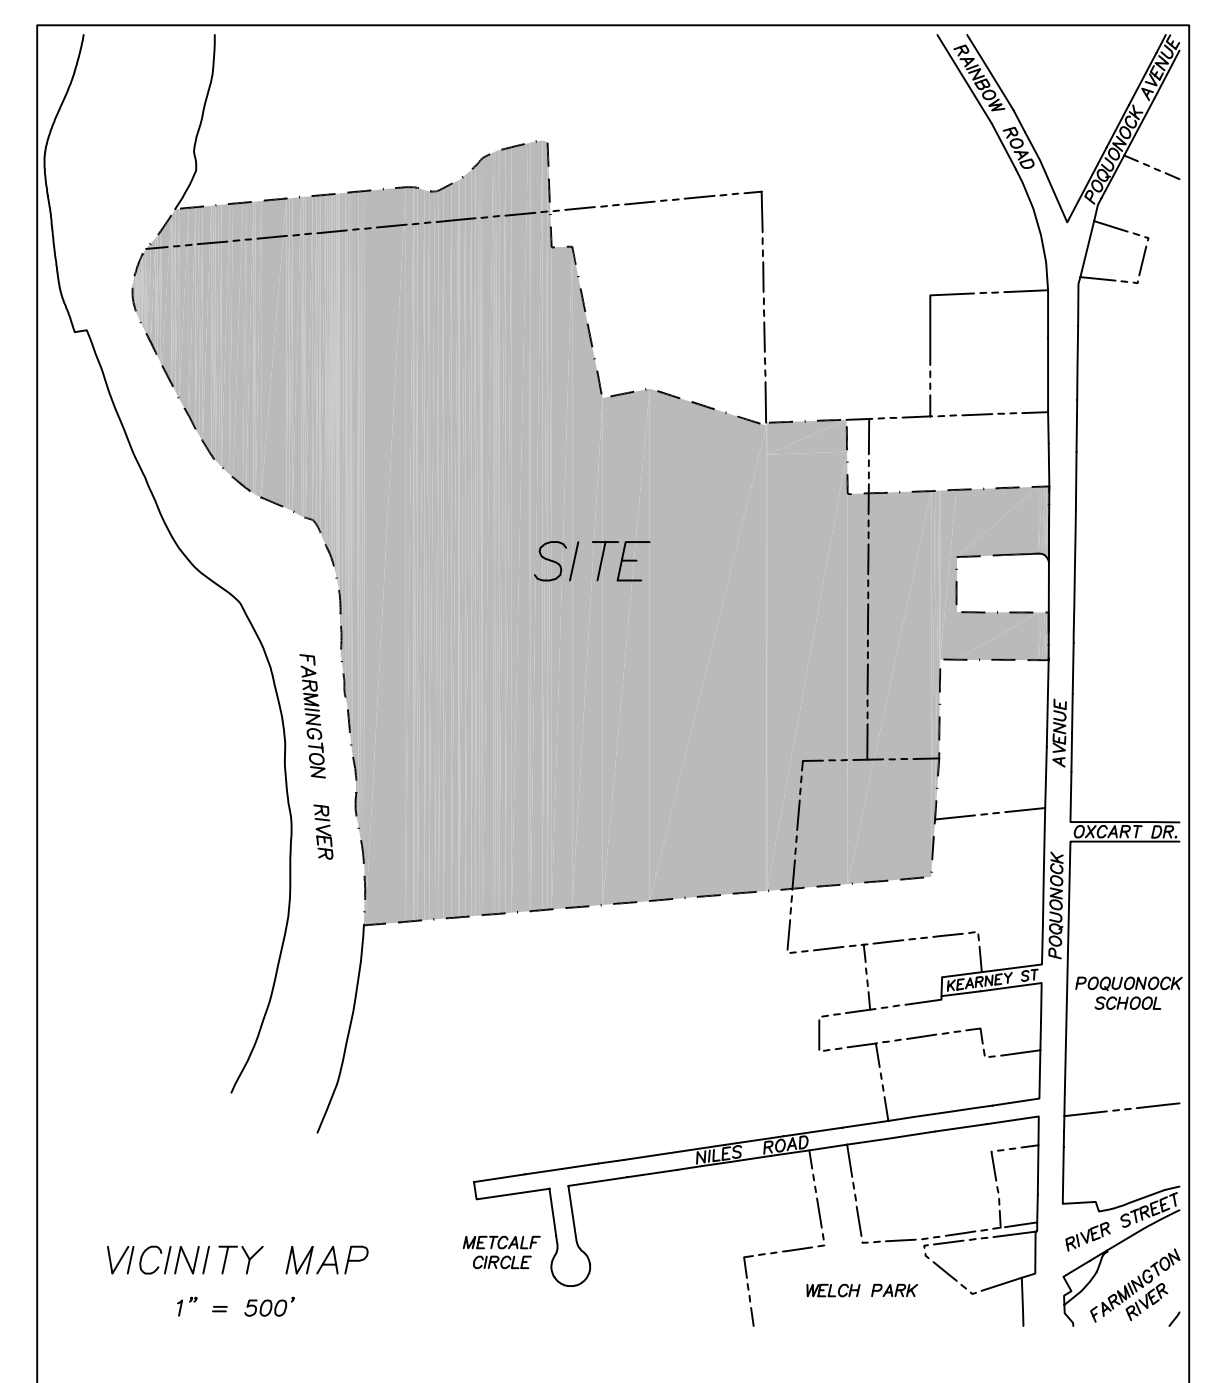 RAINBOW ROAD
POQUONOCK AVENUE
SITE
FARMINGTON RIVER
AVENUE
OXCART DR.
POQUONOCK
KEARNEY ST
POQUONOCK
SCHOOL
NILES ROAD
METCALF
CIRCLE
RIVER STREET
WELCH PARK
FARMINGTON
RIVER
VICINITY MAP
1" = 500'